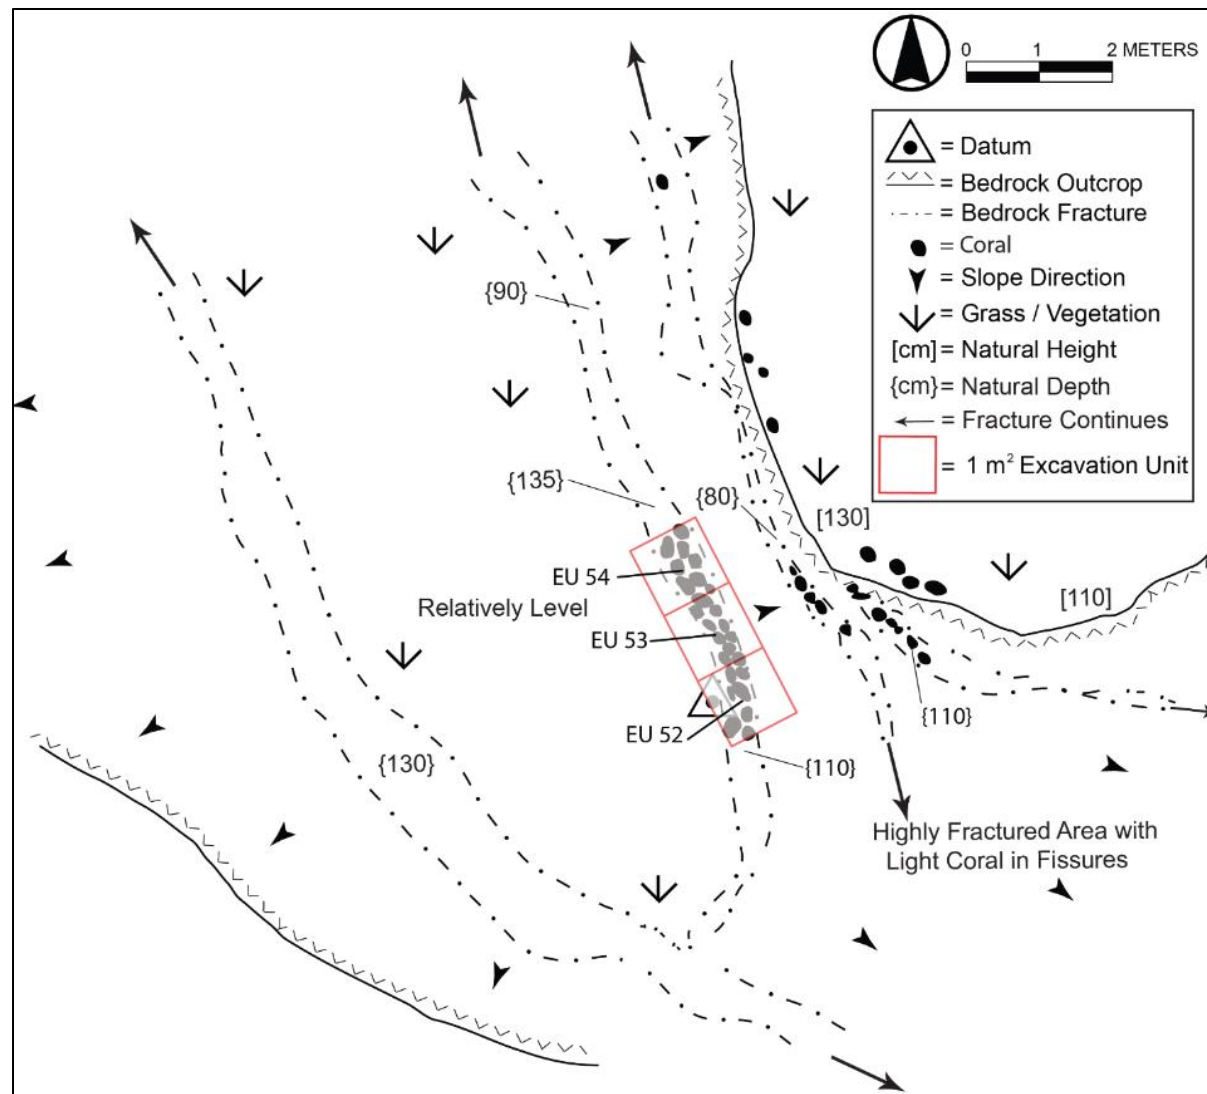 0 1 2 METERS
= Datum
= Bedrock Outcrop
= Bedrock Fracture
= Coral
= Slope Direction
= Grass / Vegetation
[cm] = Natural Height
{cm} = Natural Depth
= Fracture Continues
= 1 m² Excavation Unit
{90}
{135}
{80}
[130]
EU 54
[110]
Relatively Level
EU 53
{110}
EU 52
{130}
{110}
Highly Fractured Area with
Light Coral in Fissures